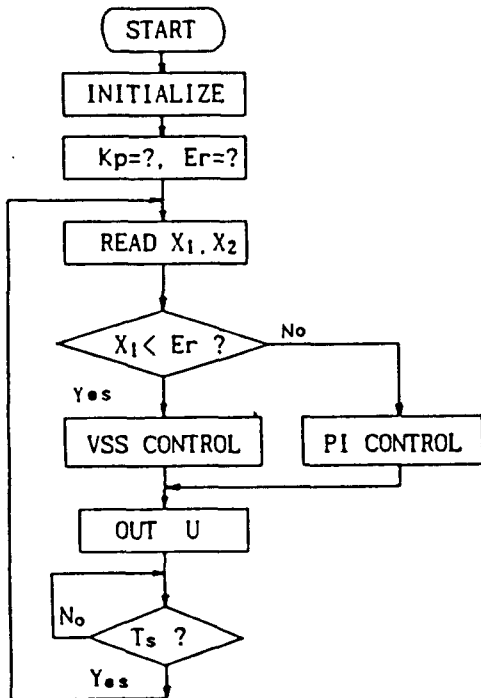 START
INITIALIZE
Kp=?, Er=?
READ X₁, X₂
X₁< Er ?
No
Yes
VSS CONTROL
PI CONTROL
OUT U
No
Ts ?
Yes